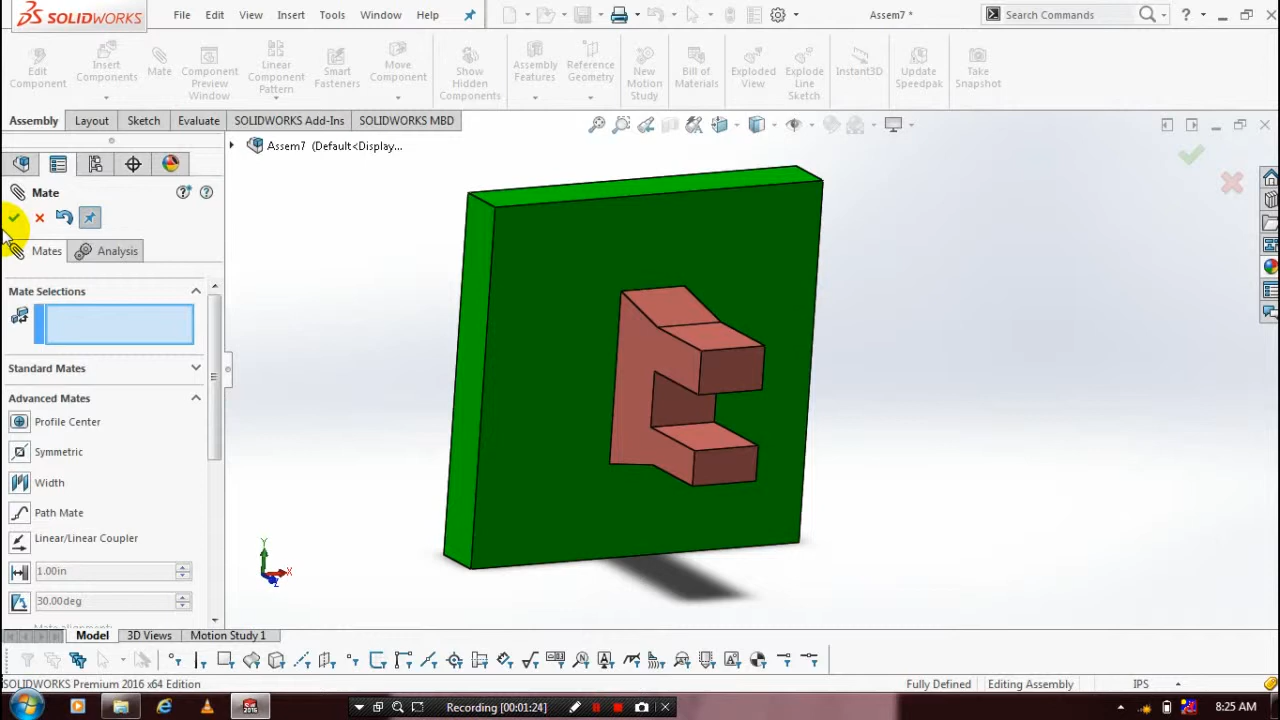 SOLIDWORKS File Edit View Insert Tools Window Help Assem7 * Search Commands ?
Edit Component
Insert Components
Mate
Component Preview Window
Linear Component Pattern
Smart Fasteners
Move Component
Show Hidden Components
Assembly Features
Reference Geometry
New Motion Study
Bill of Materials
Exploded View
Explode Line Sketch
Instant3D
Update Speedpak
Take Snapshot
Assembly Layout Sketch Evaluate SOLIDWORKS Add-Ins SOLIDWORKS MBD
Assem7 (Default<Display...
Mate
Mates Analysis
Mate Selections
Standard Mates
Advanced Mates
Profile Center
Symmetric
Width
Path Mate
Linear/Linear Coupler
1.00in
30.00deg
Mate alignment:
Y
X
Z
Model 3D Views Motion Study 1
SOLIDWORKS Premium 2016 x64 Edition Fully Defined Editing Assembly IPS
Recording [00:01:24] 8:25 AM